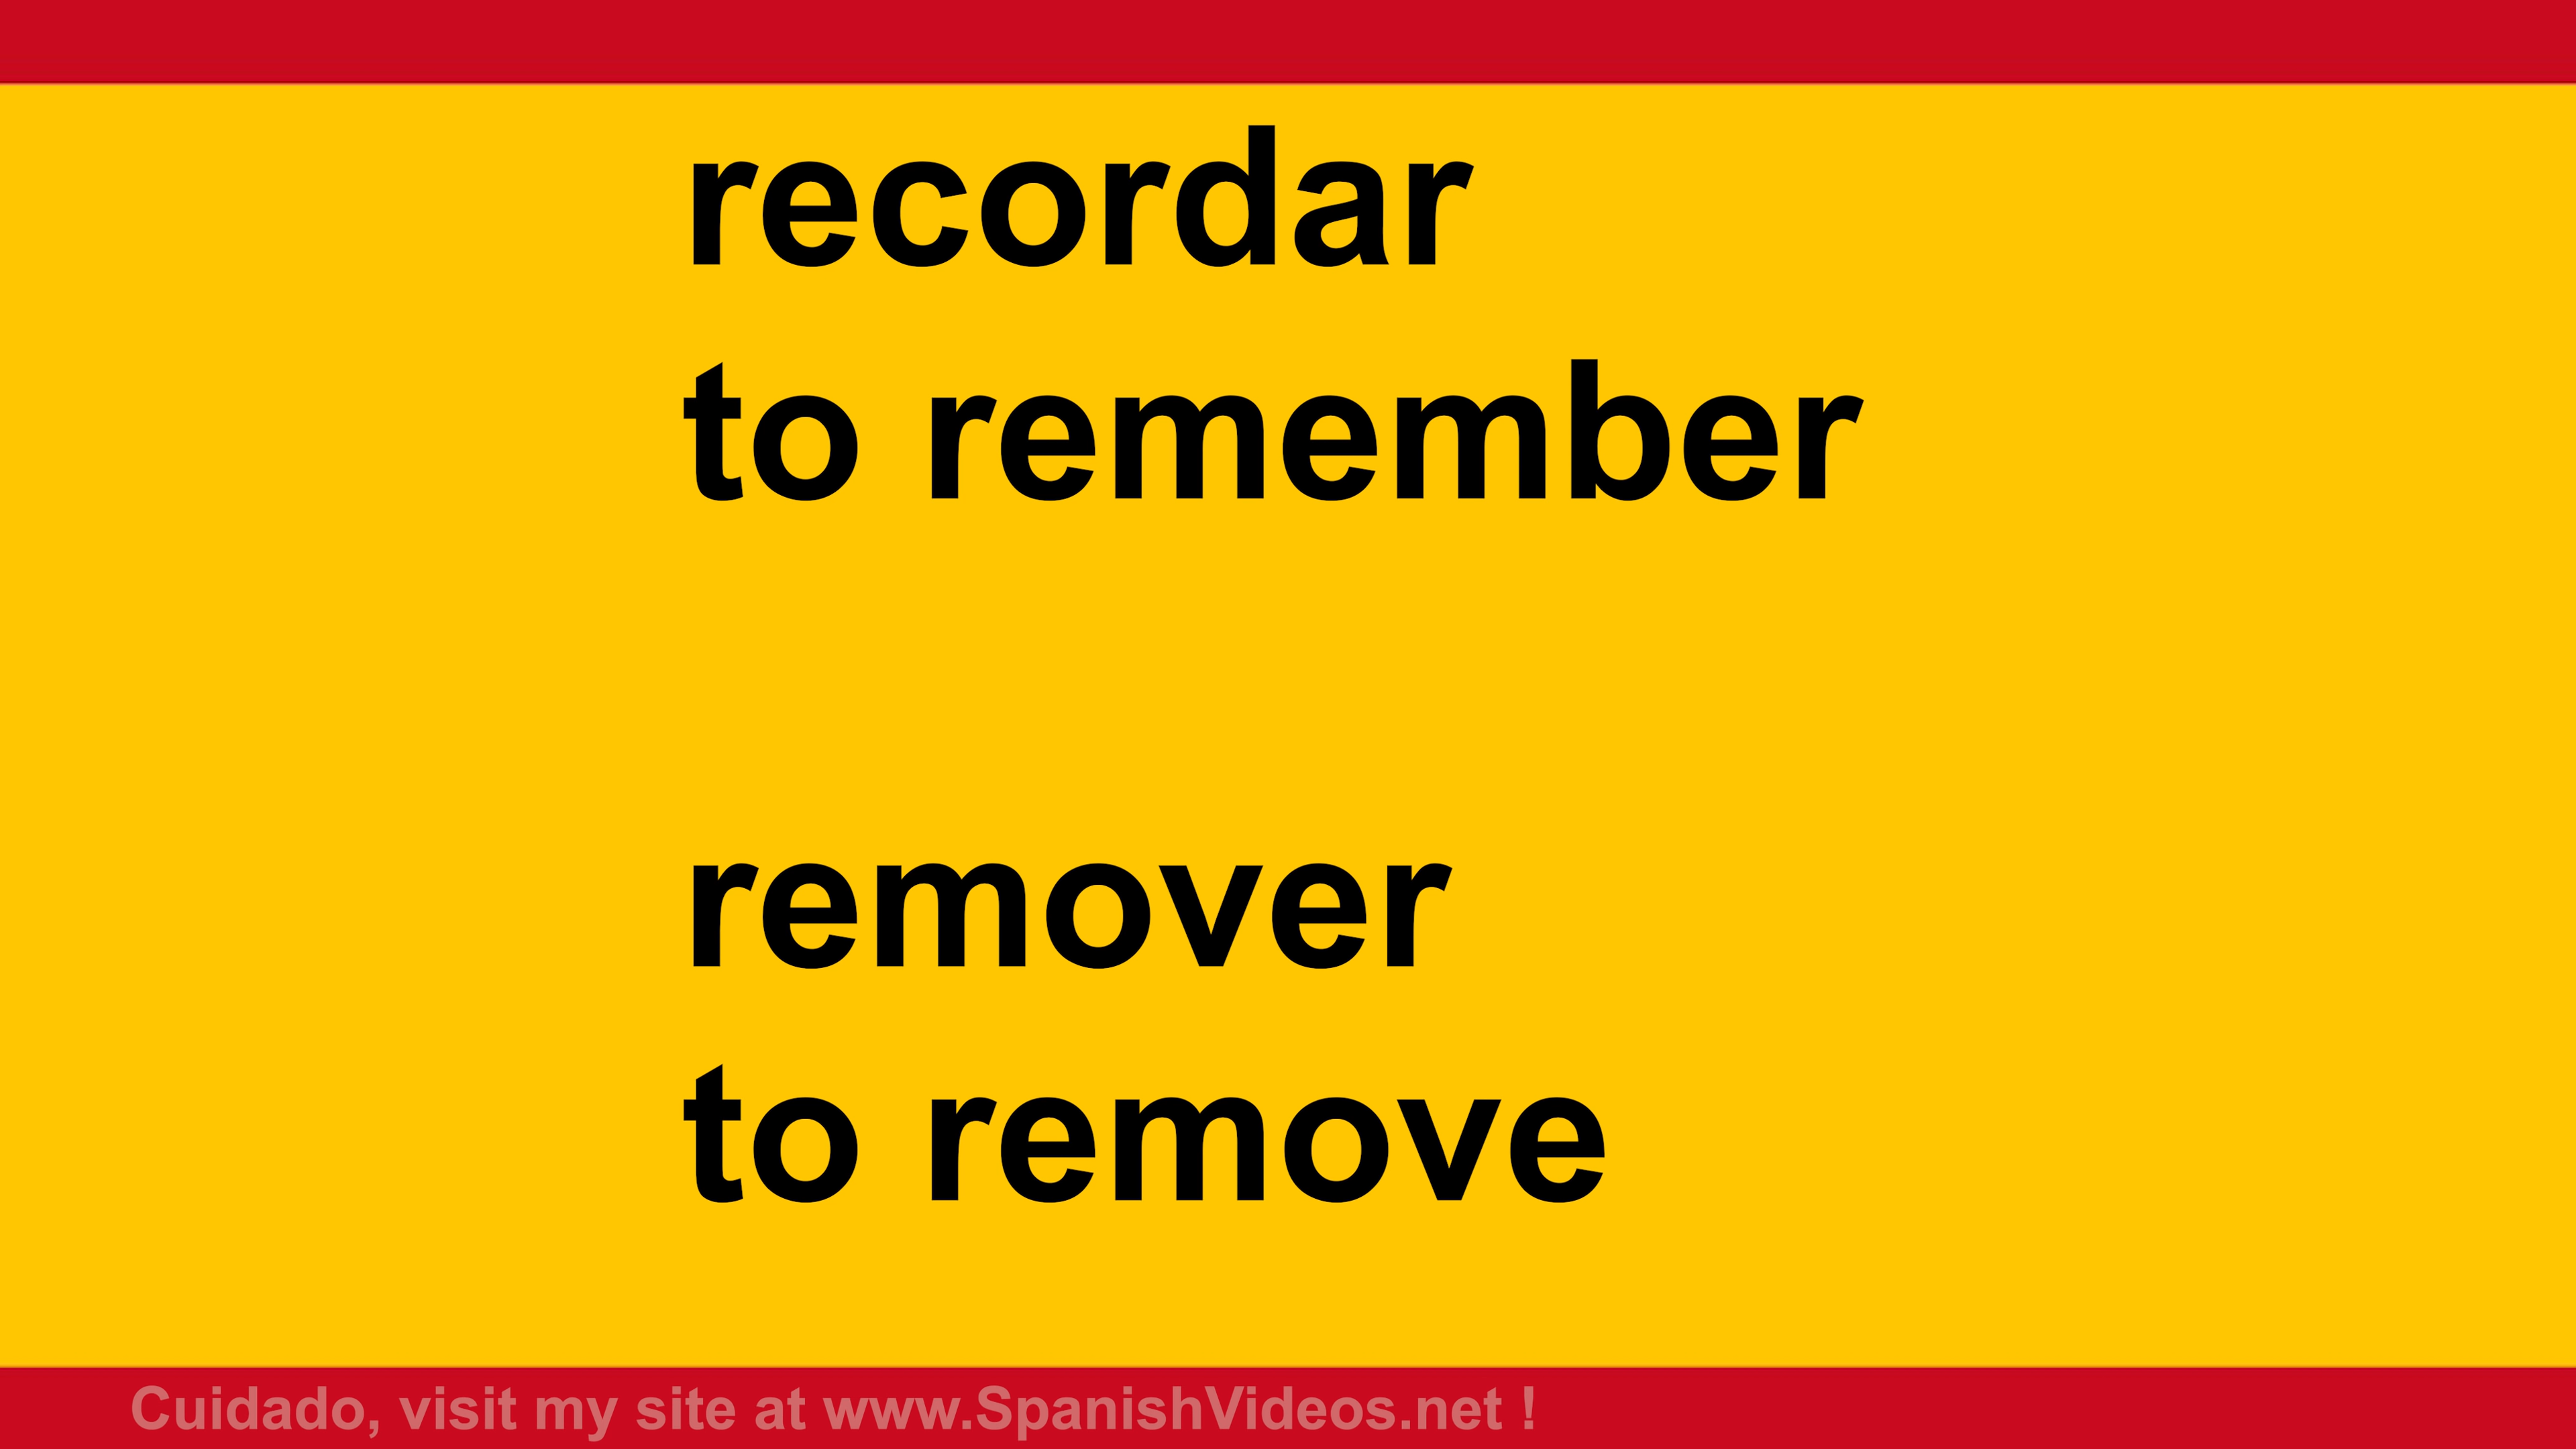 recordar
to remember
remover
to remove
Cuidado, visit my site at www.SpanishVideos.net !